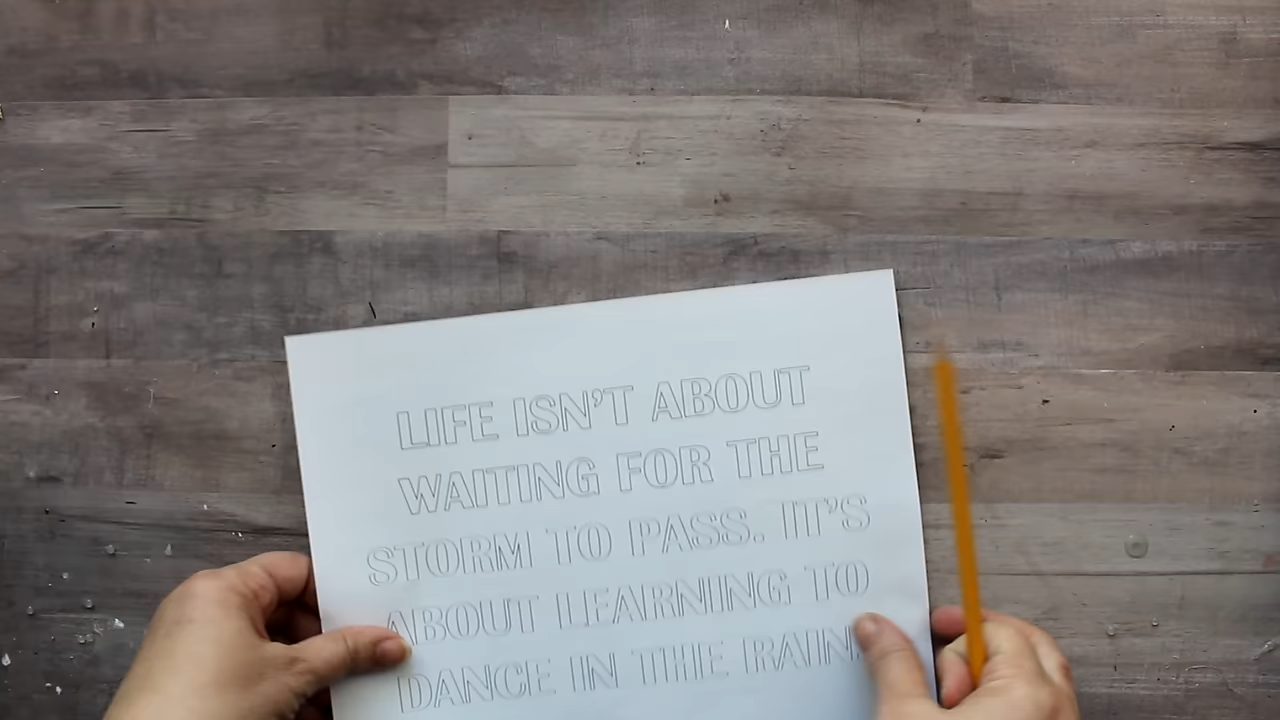 LIFE ISN'T ABOUT
WAITING FOR THE
STORM TO PASS. IT'S
ABOUT LEARNING TO
DANCE IN THE RAIN.